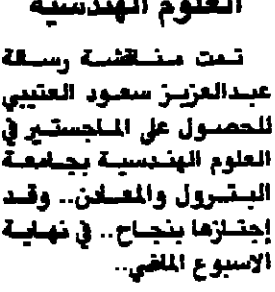 العلوم الهندسية
تمت مناقشة رسالة
عبدالعزيز سعود العتيبي
للحصول على الماجستير في
العلوم الهندسية بجامعة
البترول والمعادن.. وقد
إجتازها بنجاح.. في نهاية
الاسبوع الماضي..